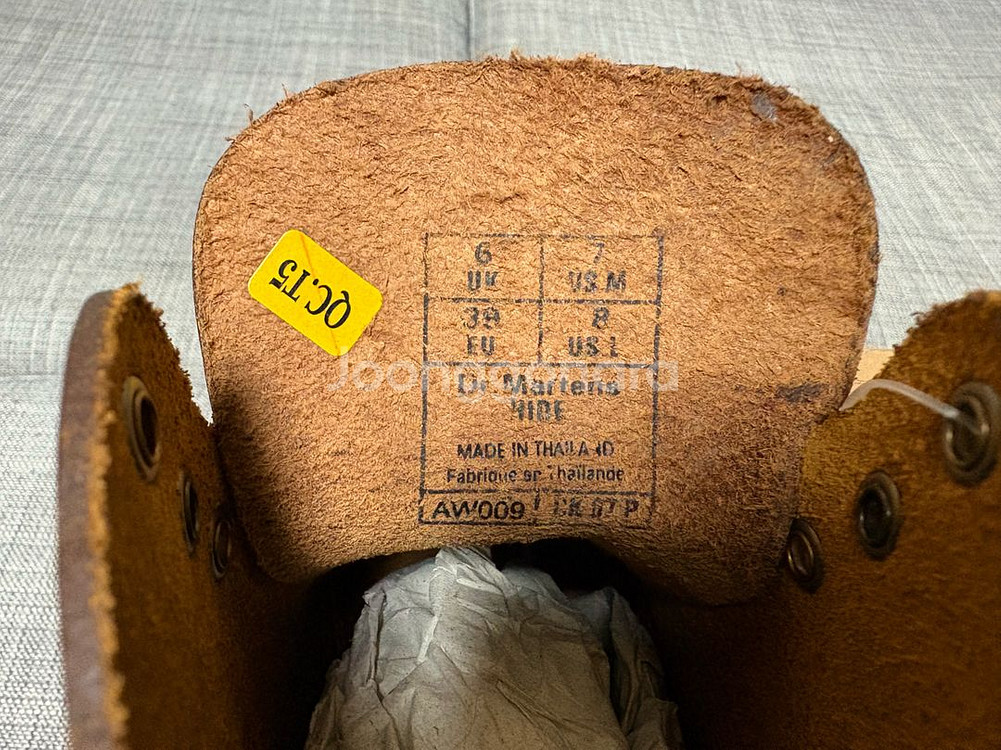 QC.T5
6 7
UK US M
39 8
EU US L
Dr. Martens
HIDE
MADE IN THAILAND
Fabriqué en Thaïlande
AW009